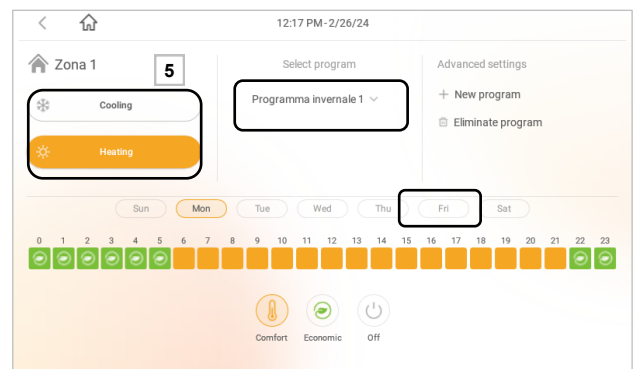 12:17 PM-2/26/24
Zona 1
5
Select program
Advanced settings
Cooling
Programma invernale 1
New program
Eliminate program
Heating
Sun Mon Tue Wed Thu Fri Sat
0 1 2 3 4 5 6 7 8 9 10 11 12 13 14 15 16 17 18 19 20 21 22 23
Comfort Economic Off